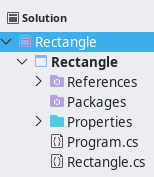 Solution
Rectangle
Rectangle
References
Packages
Properties
Program.cs
Rectangle.cs